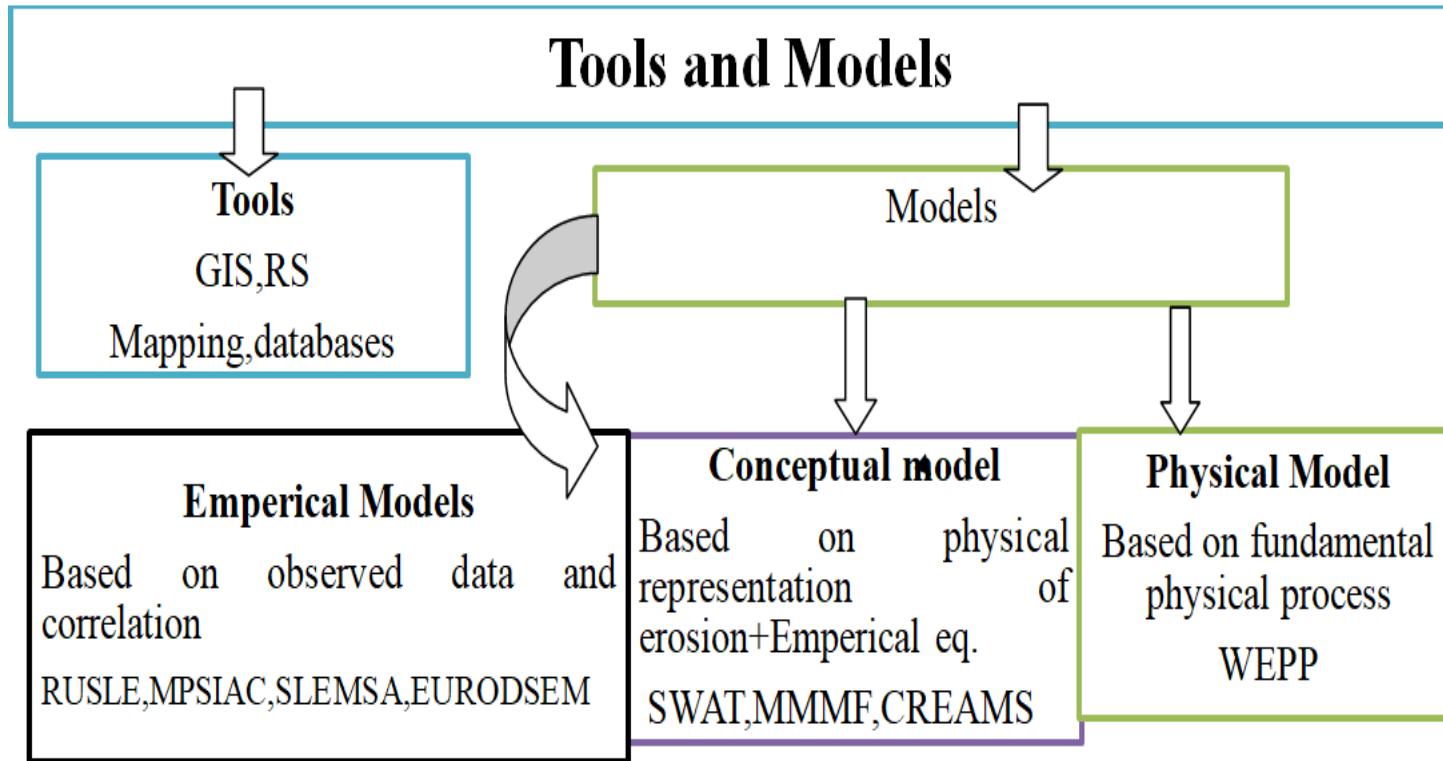 Tools and Models
Tools
GIS,RS
Mapping,databases
Models
Emperical Models
Based on observed data and
correlation
RUSLE,MPSIAC,SLEMSA,EURODSEM
Conceptual model
Based on physical
representation of
erosion+Emperical eq.
SWAT,MMMF,CREAMS
Physical Model
Based on fundamental
physical process
WEPP